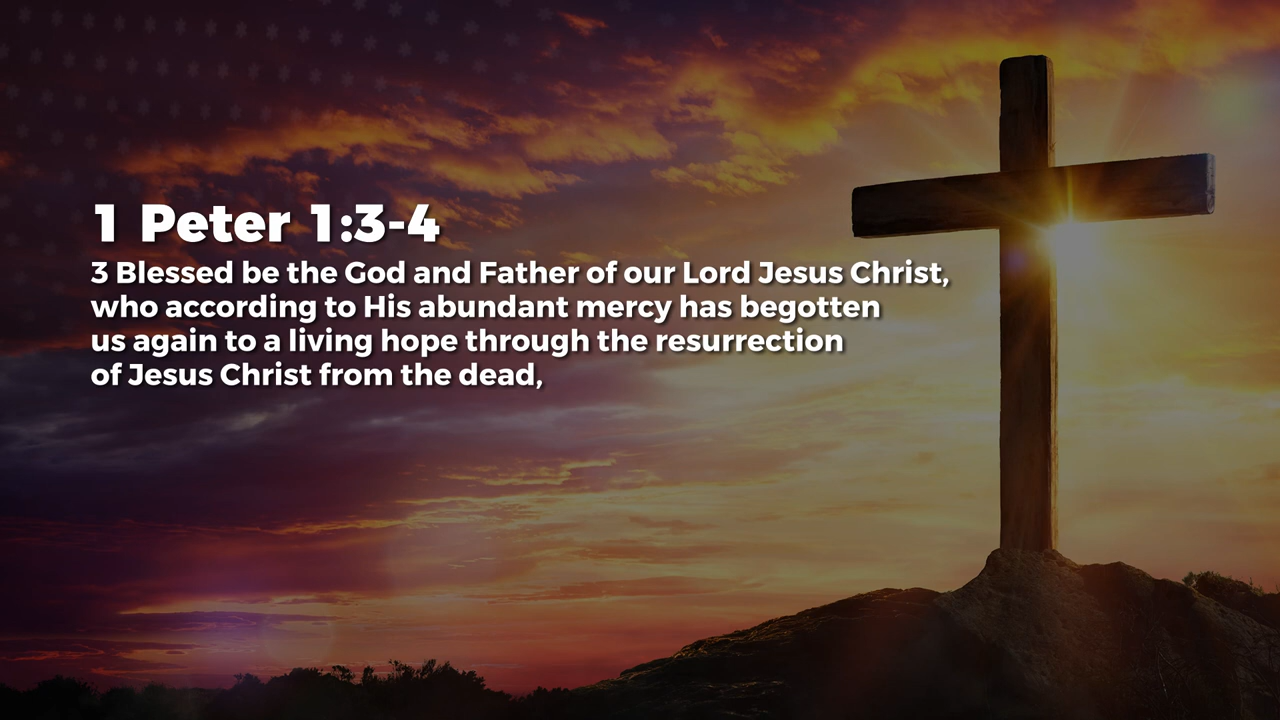 1 Peter 1:3-4
3 Blessed be the God and Father of our Lord Jesus Christ,
who according to His abundant mercy has begotten
us again to a living hope through the resurrection
of Jesus Christ from the dead,